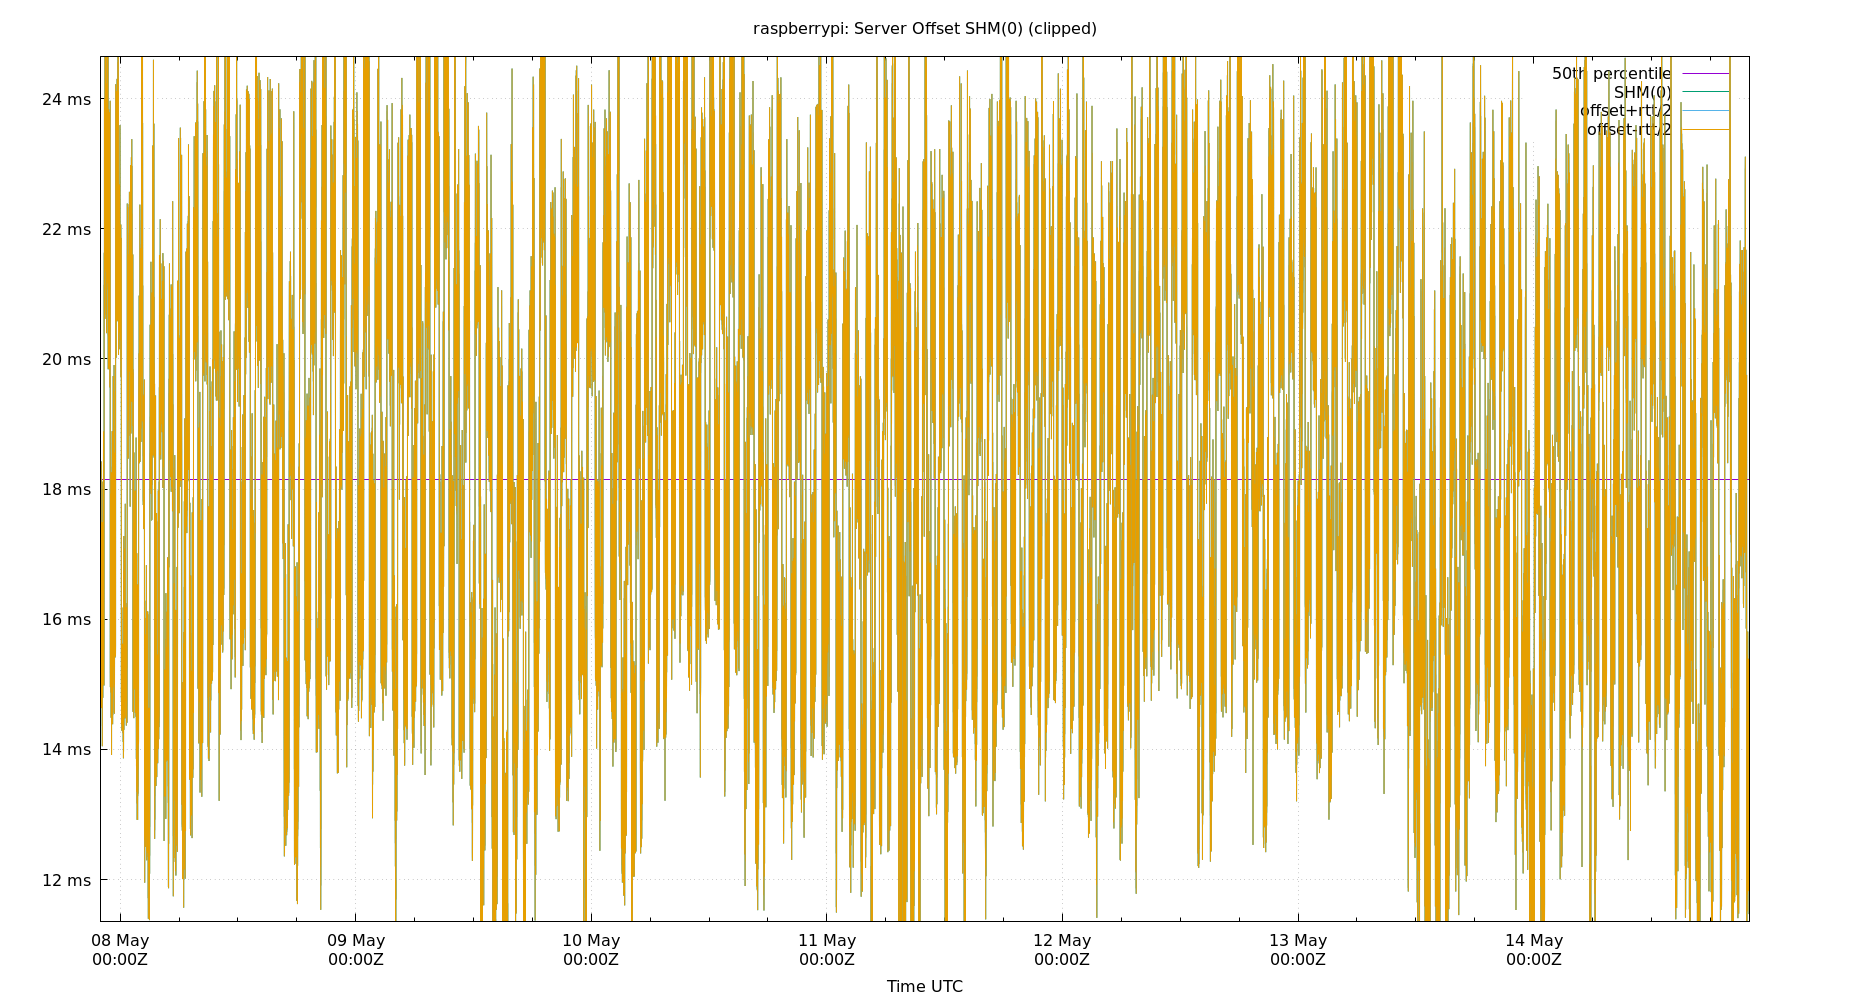 raspberrypi: Server Offset SHM(0) (clipped)
50th percentile
SHM(0)
offset+rtt/2
offset-rtt/2
24 ms
22 ms
20 ms
18 ms
16 ms
14 ms
12 ms
08 May 09 May 10 May 11 May 12 May 13 May 14 May
00:00Z 00:00Z 00:00Z 00:00Z 00:00Z 00:00Z 00:00Z
Time UTC